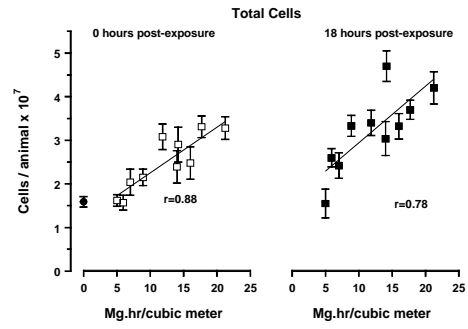 Total Cells
0 hours post-exposure
18 hours post-exposure
Cells / animal x 10^7
5
4
3
2
1
0
r=0.88
r=0.78
0 5 10 15 20 25
0 5 10 15 20 25
Mg.hr/cubic meter
Mg.hr/cubic meter